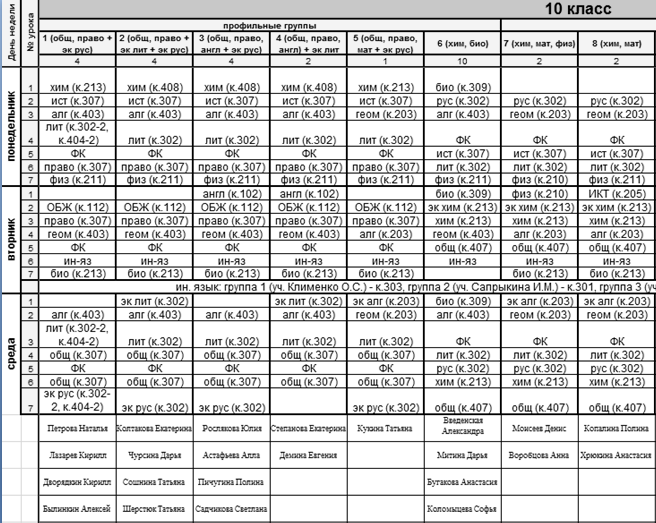 День недели № урока 10 класс
профильные группы
1 (общ, право + эк рус) 2 (общ, право, эк лит + эк рус) 3 (общ, право, англ + эк рус) 4 (общ, право, англ) + эк лит 5 (общ, право, мат + эк рус) 6 (хим, био) 7 (хим, мат, физ) 8 (хим, мат)
4 4 4 2 1 10 2 2
понедельник
1 хим (к.213) хим (к.408) хим (к.408) хим (к.408) хим (к.213) био (к.309)
2 ист (к.307) ист (к.307) ист (к.307) ист (к.307) ист (к.307) рус (к.302) рус (к.302) рус (к.302)
3 алг (к.403) алг (к.403) алг (к.403) алг (к.403) геом (к.203) алг (к.403) геом (к.203) геом (к.203)
4 лит (к.302-2, к.404-2) лит (к.302) лит (к.302) лит (к.302) лит (к.302) ФК ФК ФК
5 ФК ФК ФК ФК ФК ист (к.307) ист (к.307) ист (к.307)
6 право (к.307) право (к.307) право (к.307) право (к.307) право (к.307) лит (к.302) лит (к.302) лит (к.302)
7 физ (к.211) физ (к.211) физ (к.211) физ (к.211) физ (к.211) физ (к.211) физ (к.210) физ (к.211)
вторник
1 англ (к.102) англ (к.102) био (к.309) физ (к.210) ИКТ (к.205)
2 ОБЖ (к.112) ОБЖ (к.112) ОБЖ (к.112) ОБЖ (к.112) ОБЖ (к.112) эк хим (к.213) эк хим (к.213) эк хим (к.213)
3 право (к.307) право (к.307) право (к.307) право (к.307) право (к.307) хим (к.213) хим (к.213) хим (к.213)
4 геом (к.403) геом (к.403) геом (к.403) геом (к.403) алг (к.203) геом (к.403) алг (к.203) алг (к.203)
5 ФК ФК ФК ФК ФК общ (к.407) общ (к.407) общ (к.407)
6 ин-яз ин-яз ин-яз ин-яз ин-яз ин-яз ин-яз ин-яз
7 био (к.213) био (к.213) био (к.213) био (к.213) био (к.213) био (к.213) био (к.213)
ин. язык: группа 1 (уч. Клименко О.С.) - к.303, группа 2 (уч. Сапрыкина И.М.) - к.301, группа 3 (уч
среда
1 эк лит (к.302) эк лит (к.302) эк алг (к.203) био (к.309) эк алг (к.203) эк алг (к.203)
2 алг (к.403) алг (к.403) алг (к.403) алг (к.403) геом (к.203) алг (к.403) геом (к.203) геом (к.203)
3 лит (к.302-2, к.404-2) лит (к.302) лит (к.302) лит (к.302) лит (к.302) ФК ФК ФК
4 общ (к.307) общ (к.307) общ (к.307) общ (к.307) общ (к.307) лит (к.302) лит (к.302) лит (к.302)
5 ФК ФК ФК ФК ФК рус (к.302) рус (к.302) рус (к.302)
6 общ (к.307) общ (к.307) общ (к.307) общ (к.307) общ (к.307) хим (к.213) хим (к.213) хим (к.213)
7 эк рус (к.302-2, к.404-2) эк рус (к.302) эк рус (к.302) эк рус (к.302) общ (к.407) общ (к.407) общ (к.407)
Петрова Наталья Колтакова Екатерина Рослякова Юлия Степанова Екатерина Кукина Татьяна Введенская Александра Моисеев Денис Копалина Полина
Лазарев Кирилл Чурсина Дарья Астафьева Алла Демина Евгения Митина Дарья Воробцова Анна Хрюкина Анастасия
Дворядкин Кирилл Сошнина Татьяна Пичугина Полина Бугакова Анастасия
Былинкин Алексей Шерстюк Татьяна Садчикова Светлана Коломыцева Софья